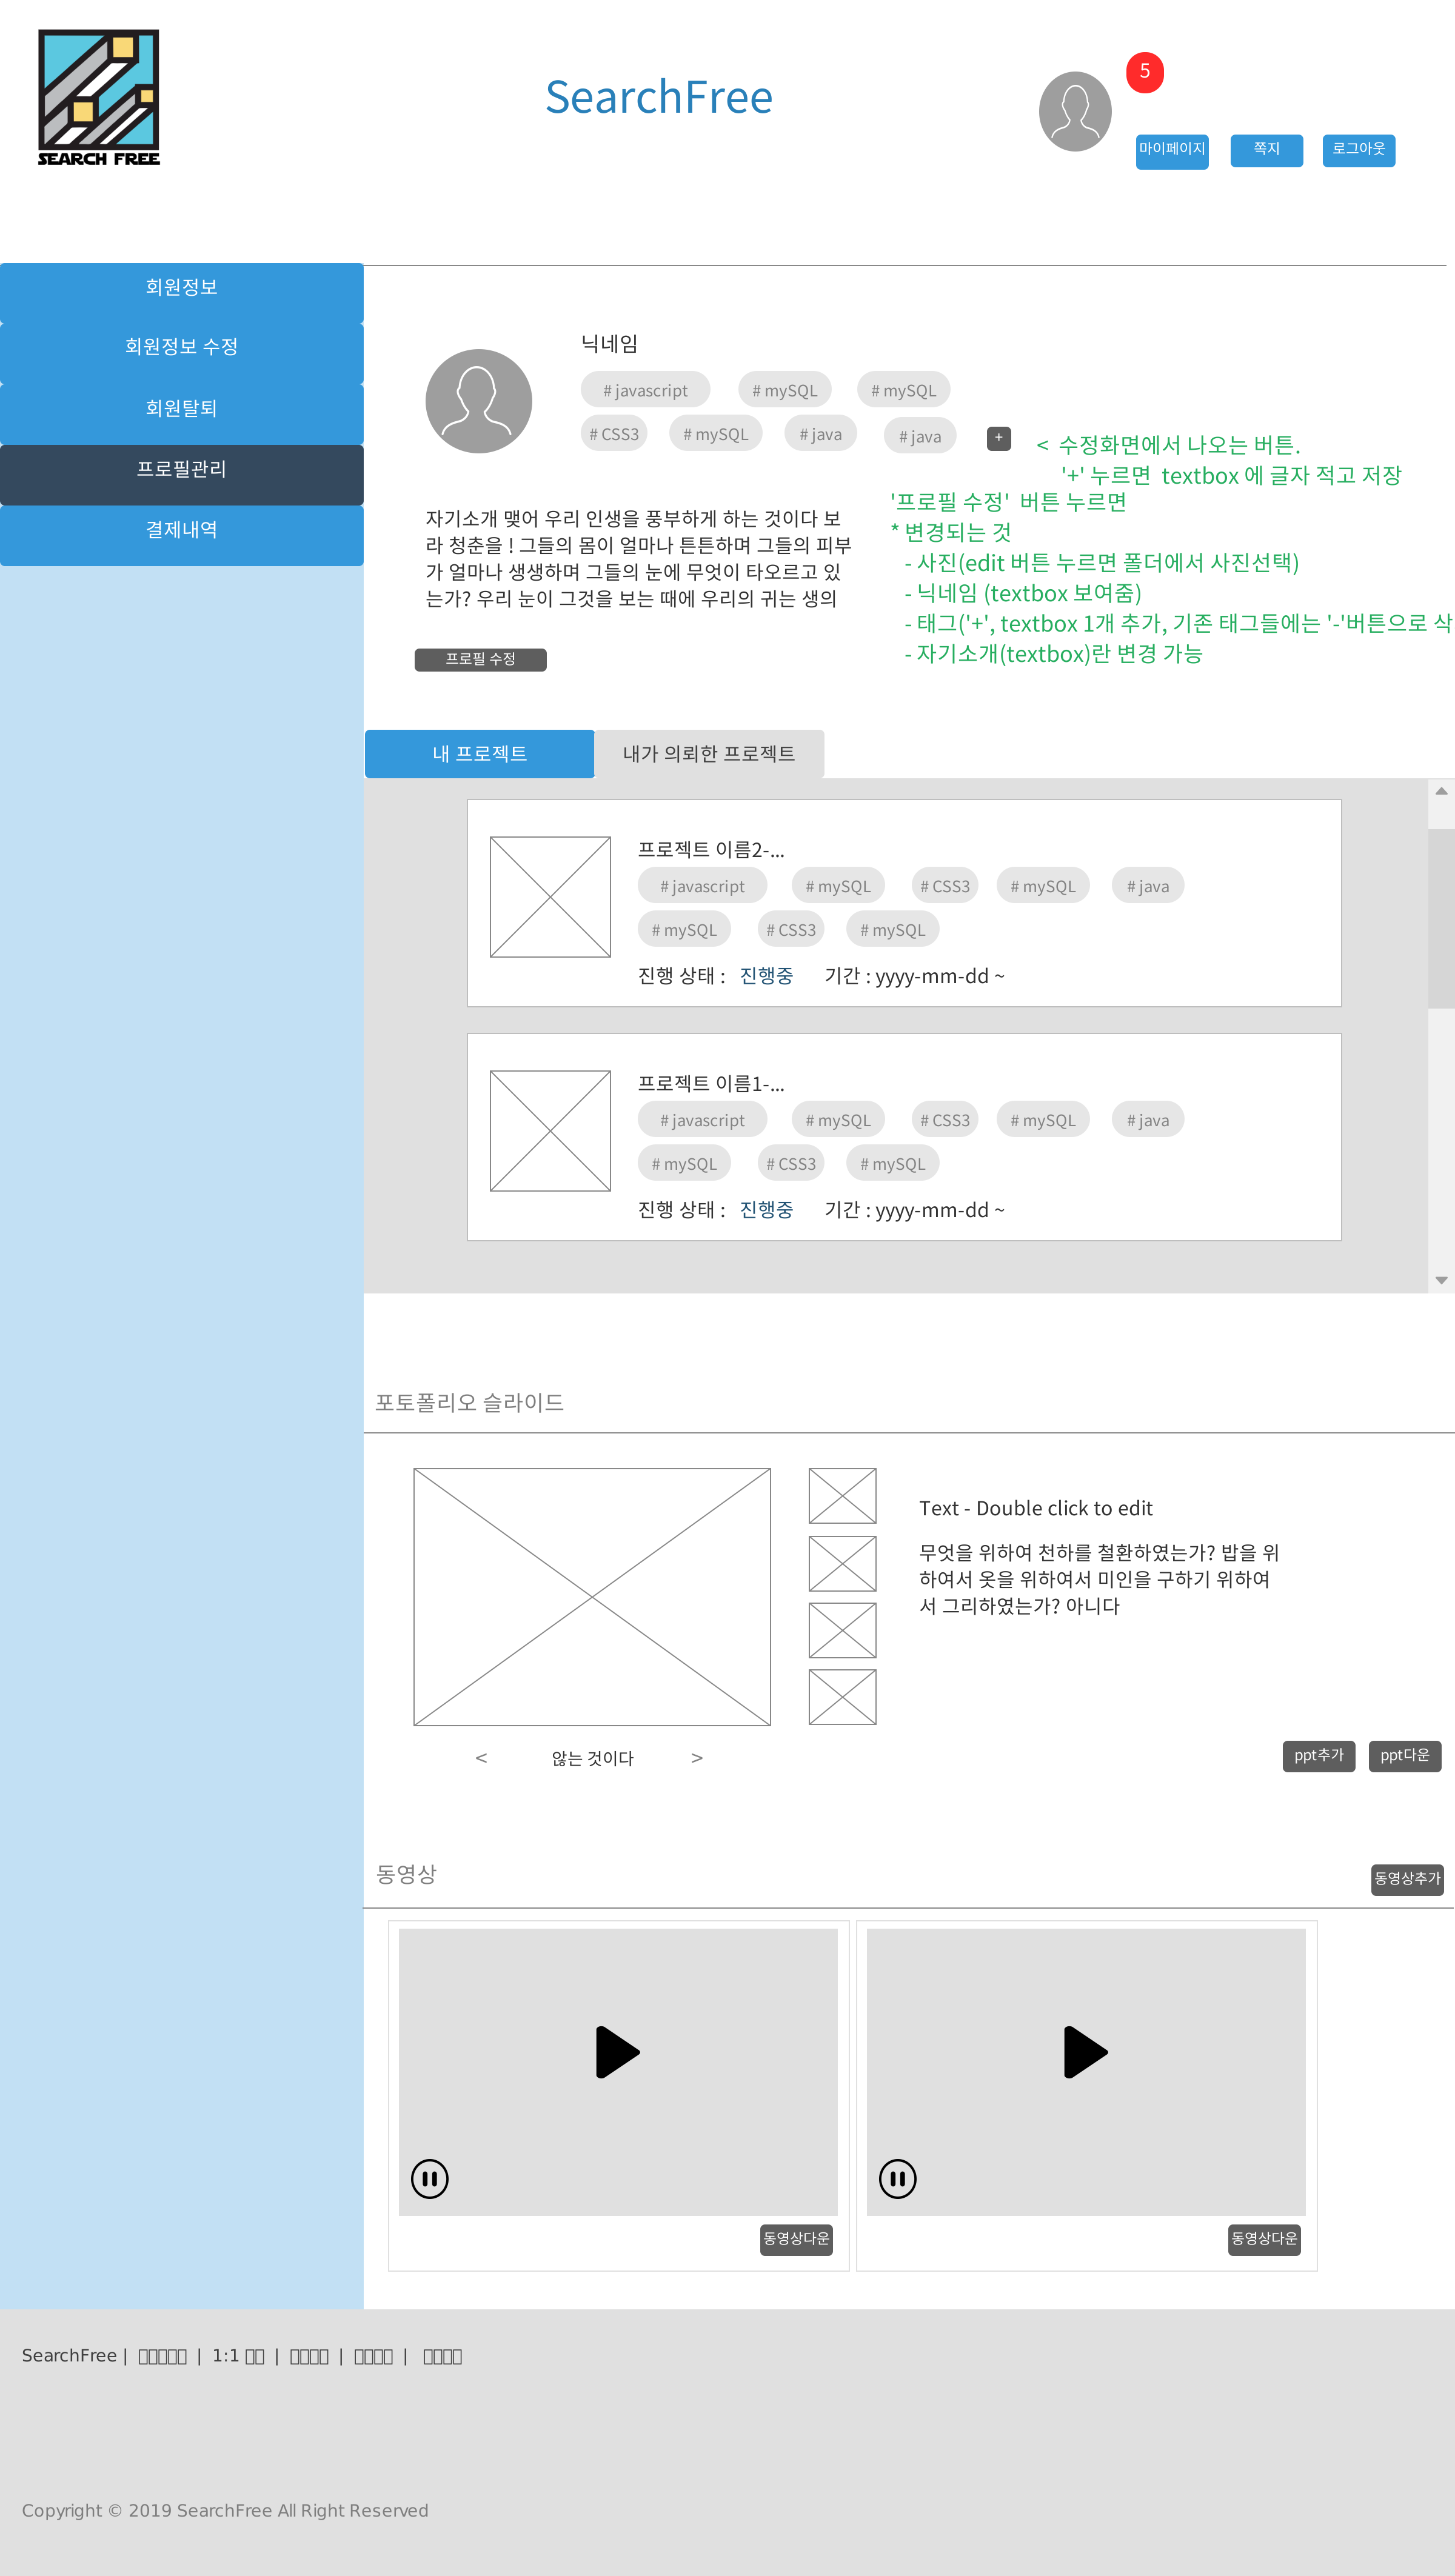 SEARCH FREE
SearchFree
5
마이페이지
쪽지
로그아웃
회원정보
회원정보 수정
회원탈퇴
프로필관리
결제내역
닉네임
# javascript # mySQL # mySQL
# CSS3 # mySQL # java # java +
< 수정화면에서 나오는 버튼.
'+' 누르면 textbox 에 글자 적고 저장
'프로필 수정' 버튼 누르면
* 변경되는 것
- 사진(edit 버튼 누르면 폴더에서 사진선택)
- 닉네임 (textbox 보여줌)
- 태그('+', textbox 1개 추가, 기존 태그들에는 '-'버튼으로 삭
- 자기소개(textbox)란 변경 가능
자기소개 맺어 우리 인생을 풍부하게 하는 것이다 보
라 청춘을 ! 그들의 몸이 얼마나 튼튼하며 그들의 피부
가 얼마나 생생하며 그들의 눈에 무엇이 타오르고 있
는가? 우리 눈이 그것을 보는 때에 우리의 귀는 생의
프로필 수정
내 프로젝트
내가 의뢰한 프로젝트
프로젝트 이름2-...
# javascript # mySQL # CSS3 # mySQL # java
# mySQL # CSS3 # mySQL
진행 상태 : 진행중 기간 : yyyy-mm-dd ~
프로젝트 이름1-...
# javascript # mySQL # CSS3 # mySQL # java
# mySQL # CSS3 # mySQL
진행 상태 : 진행중 기간 : yyyy-mm-dd ~
포토폴리오 슬라이드
Text - Double click to edit
무엇을 위하여 천하를 철환하였는가? 밥을 위
하여서 옷을 위하여서 미인을 구하기 위하여
서 그리하였는가? 아니다
< 않는 것이다 >
ppt추가
ppt다운
동영상
동영상추가
동영상다운
동영상다운
SearchFree | | 1:1 | | |
Copyright © 2019 SearchFree All Right Reserved